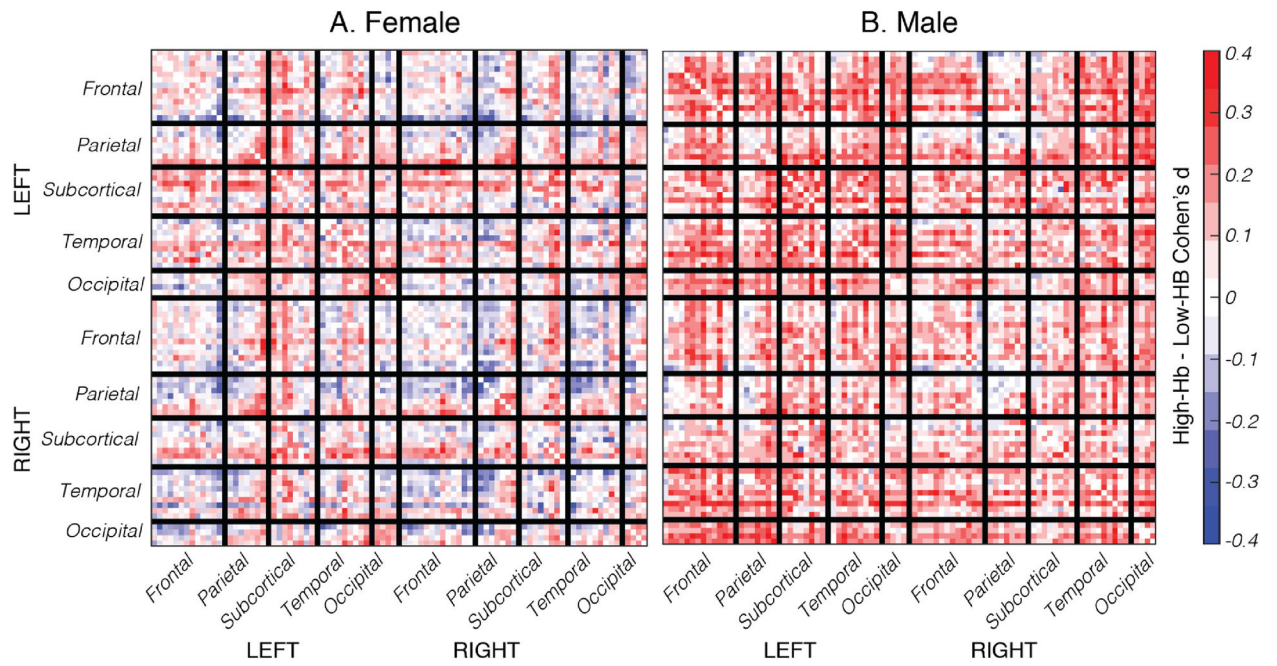 A. Female
B. Male
LEFT
Frontal
Parietal
Subcortical
Temporal
Occipital
RIGHT
Frontal
Parietal
Subcortical
Temporal
Occipital
Frontal
Parietal
Subcortical
Temporal
Occipital
Frontal
Parietal
Subcortical
Temporal
Occipital
LEFT
RIGHT
Frontal
Parietal
Subcortical
Temporal
Occipital
Frontal
Parietal
Subcortical
Temporal
Occipital
LEFT
RIGHT
0.4
0.3
0.2
0.1
0
-0.1
-0.2
-0.3
-0.4
High-Hb - Low-HB Cohen's d